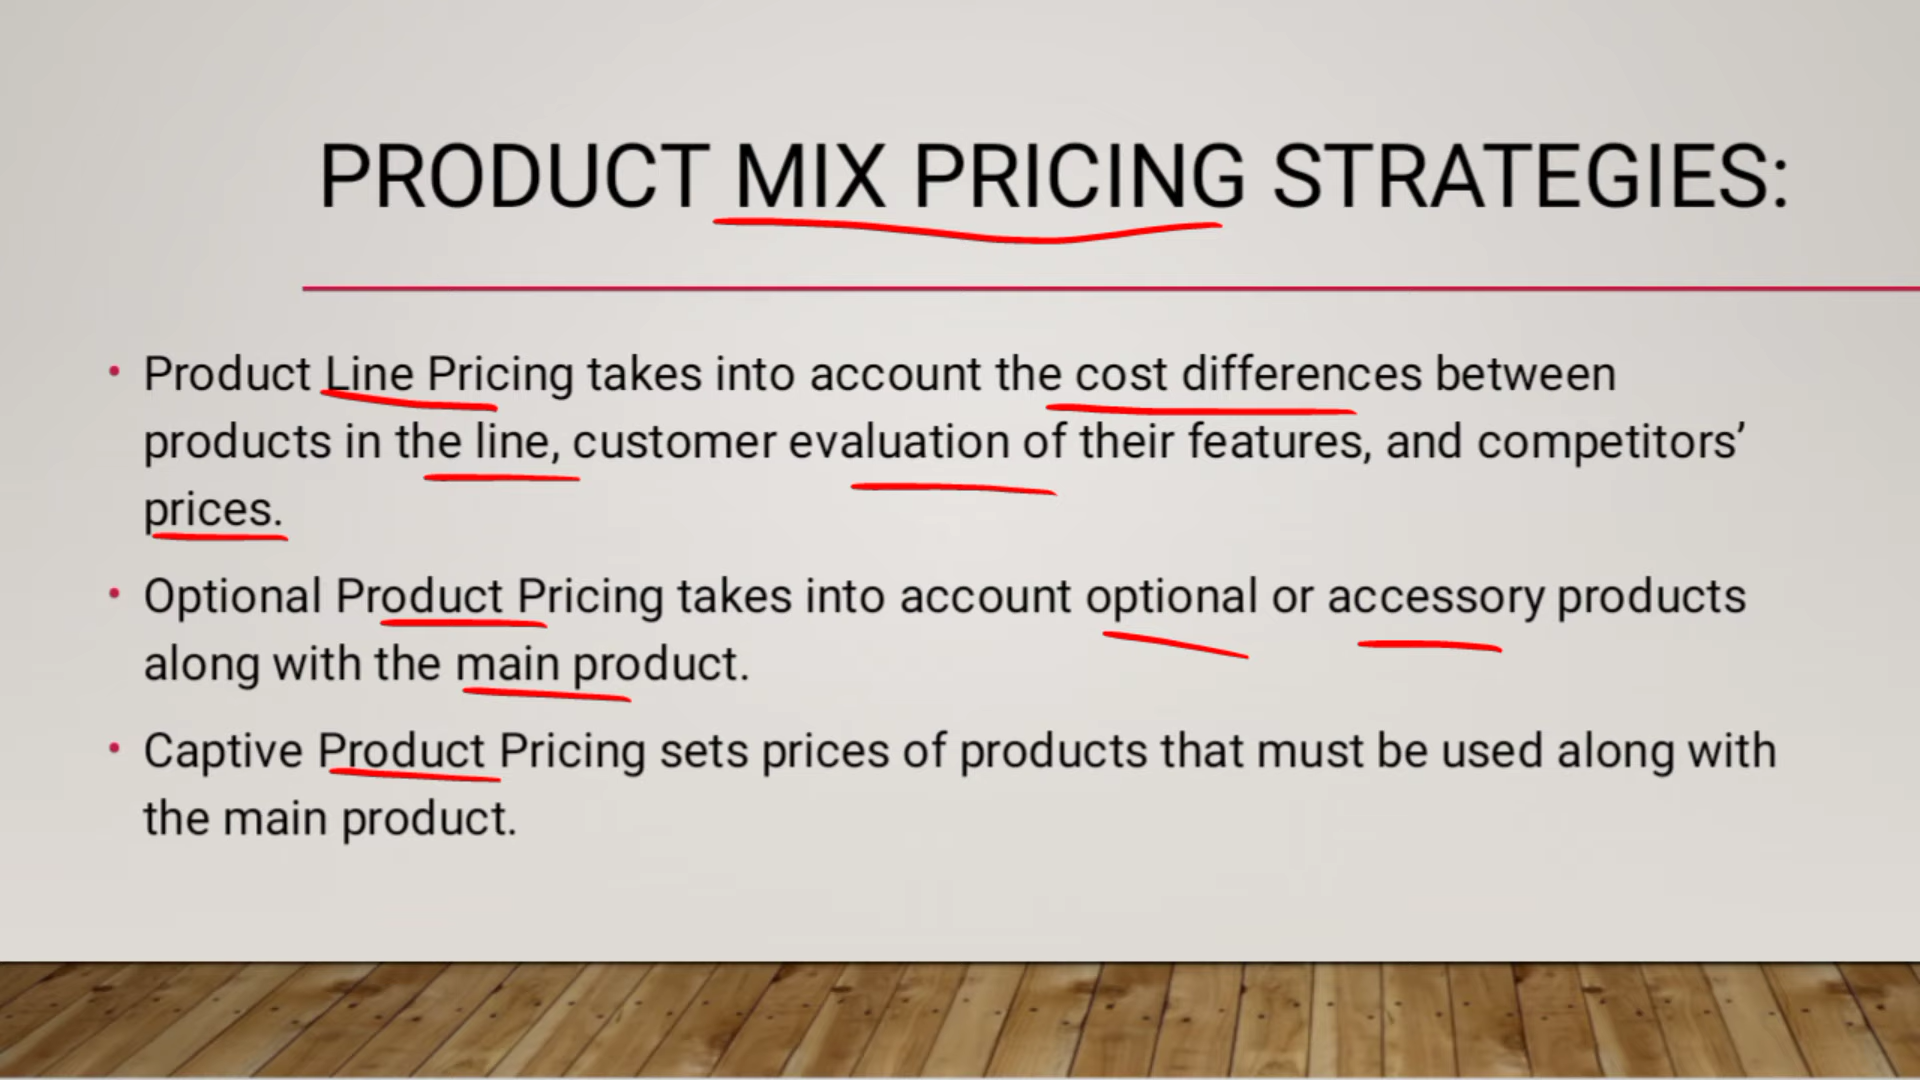 PRODUCT MIX PRICING STRATEGIES:
• Product Line Pricing takes into account the cost differences between
products in the line, customer evaluation of their features, and competitors’
prices.
• Optional Product Pricing takes into account optional or accessory products
along with the main product.
• Captive Product Pricing sets prices of products that must be used along with
the main product.